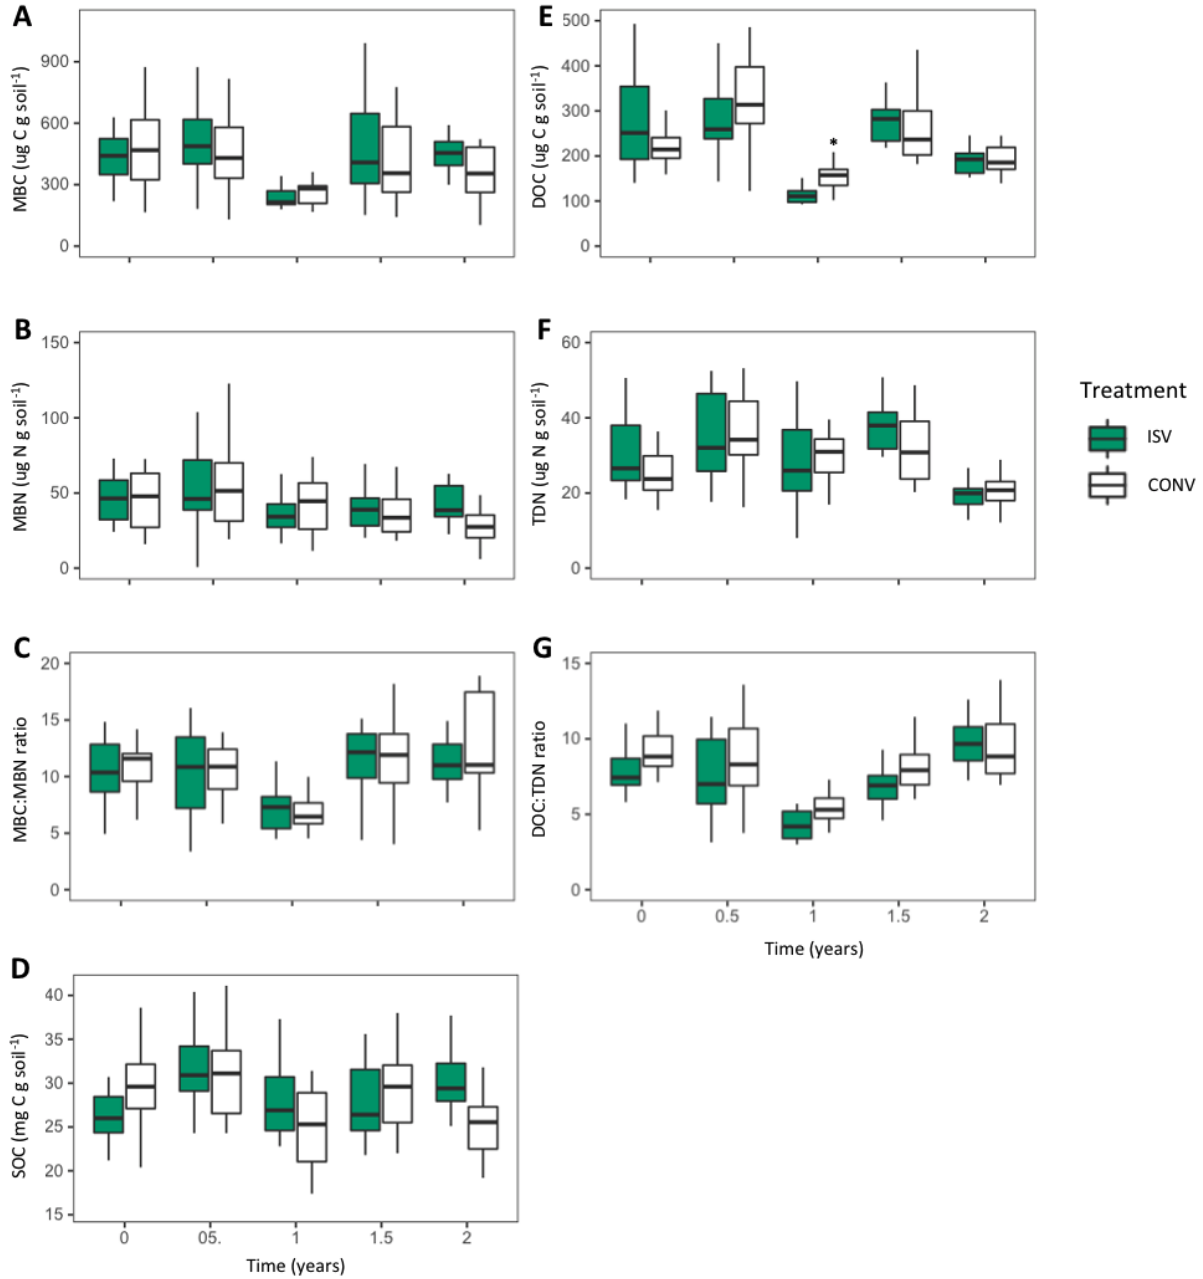 A
MBC (ug C g soil-1)
900
600
300
0
E
DOC (ug C g soil-1)
500
400
300
200
100
0
*
B
MBN (ug N g soil-1)
150
100
50
0
F
TDN (ug N g soil-1)
60
40
20
0
Treatment
ISV
CONV
C
MBC:MBN ratio
20
15
10
5
0
G
DOC:TDN ratio
15
10
5
0
0 0.5 1 1.5 2
Time (years)
D
SOC (mg C g soil-1)
40
35
30
25
20
15
0 05. 1 1.5 2
Time (years)